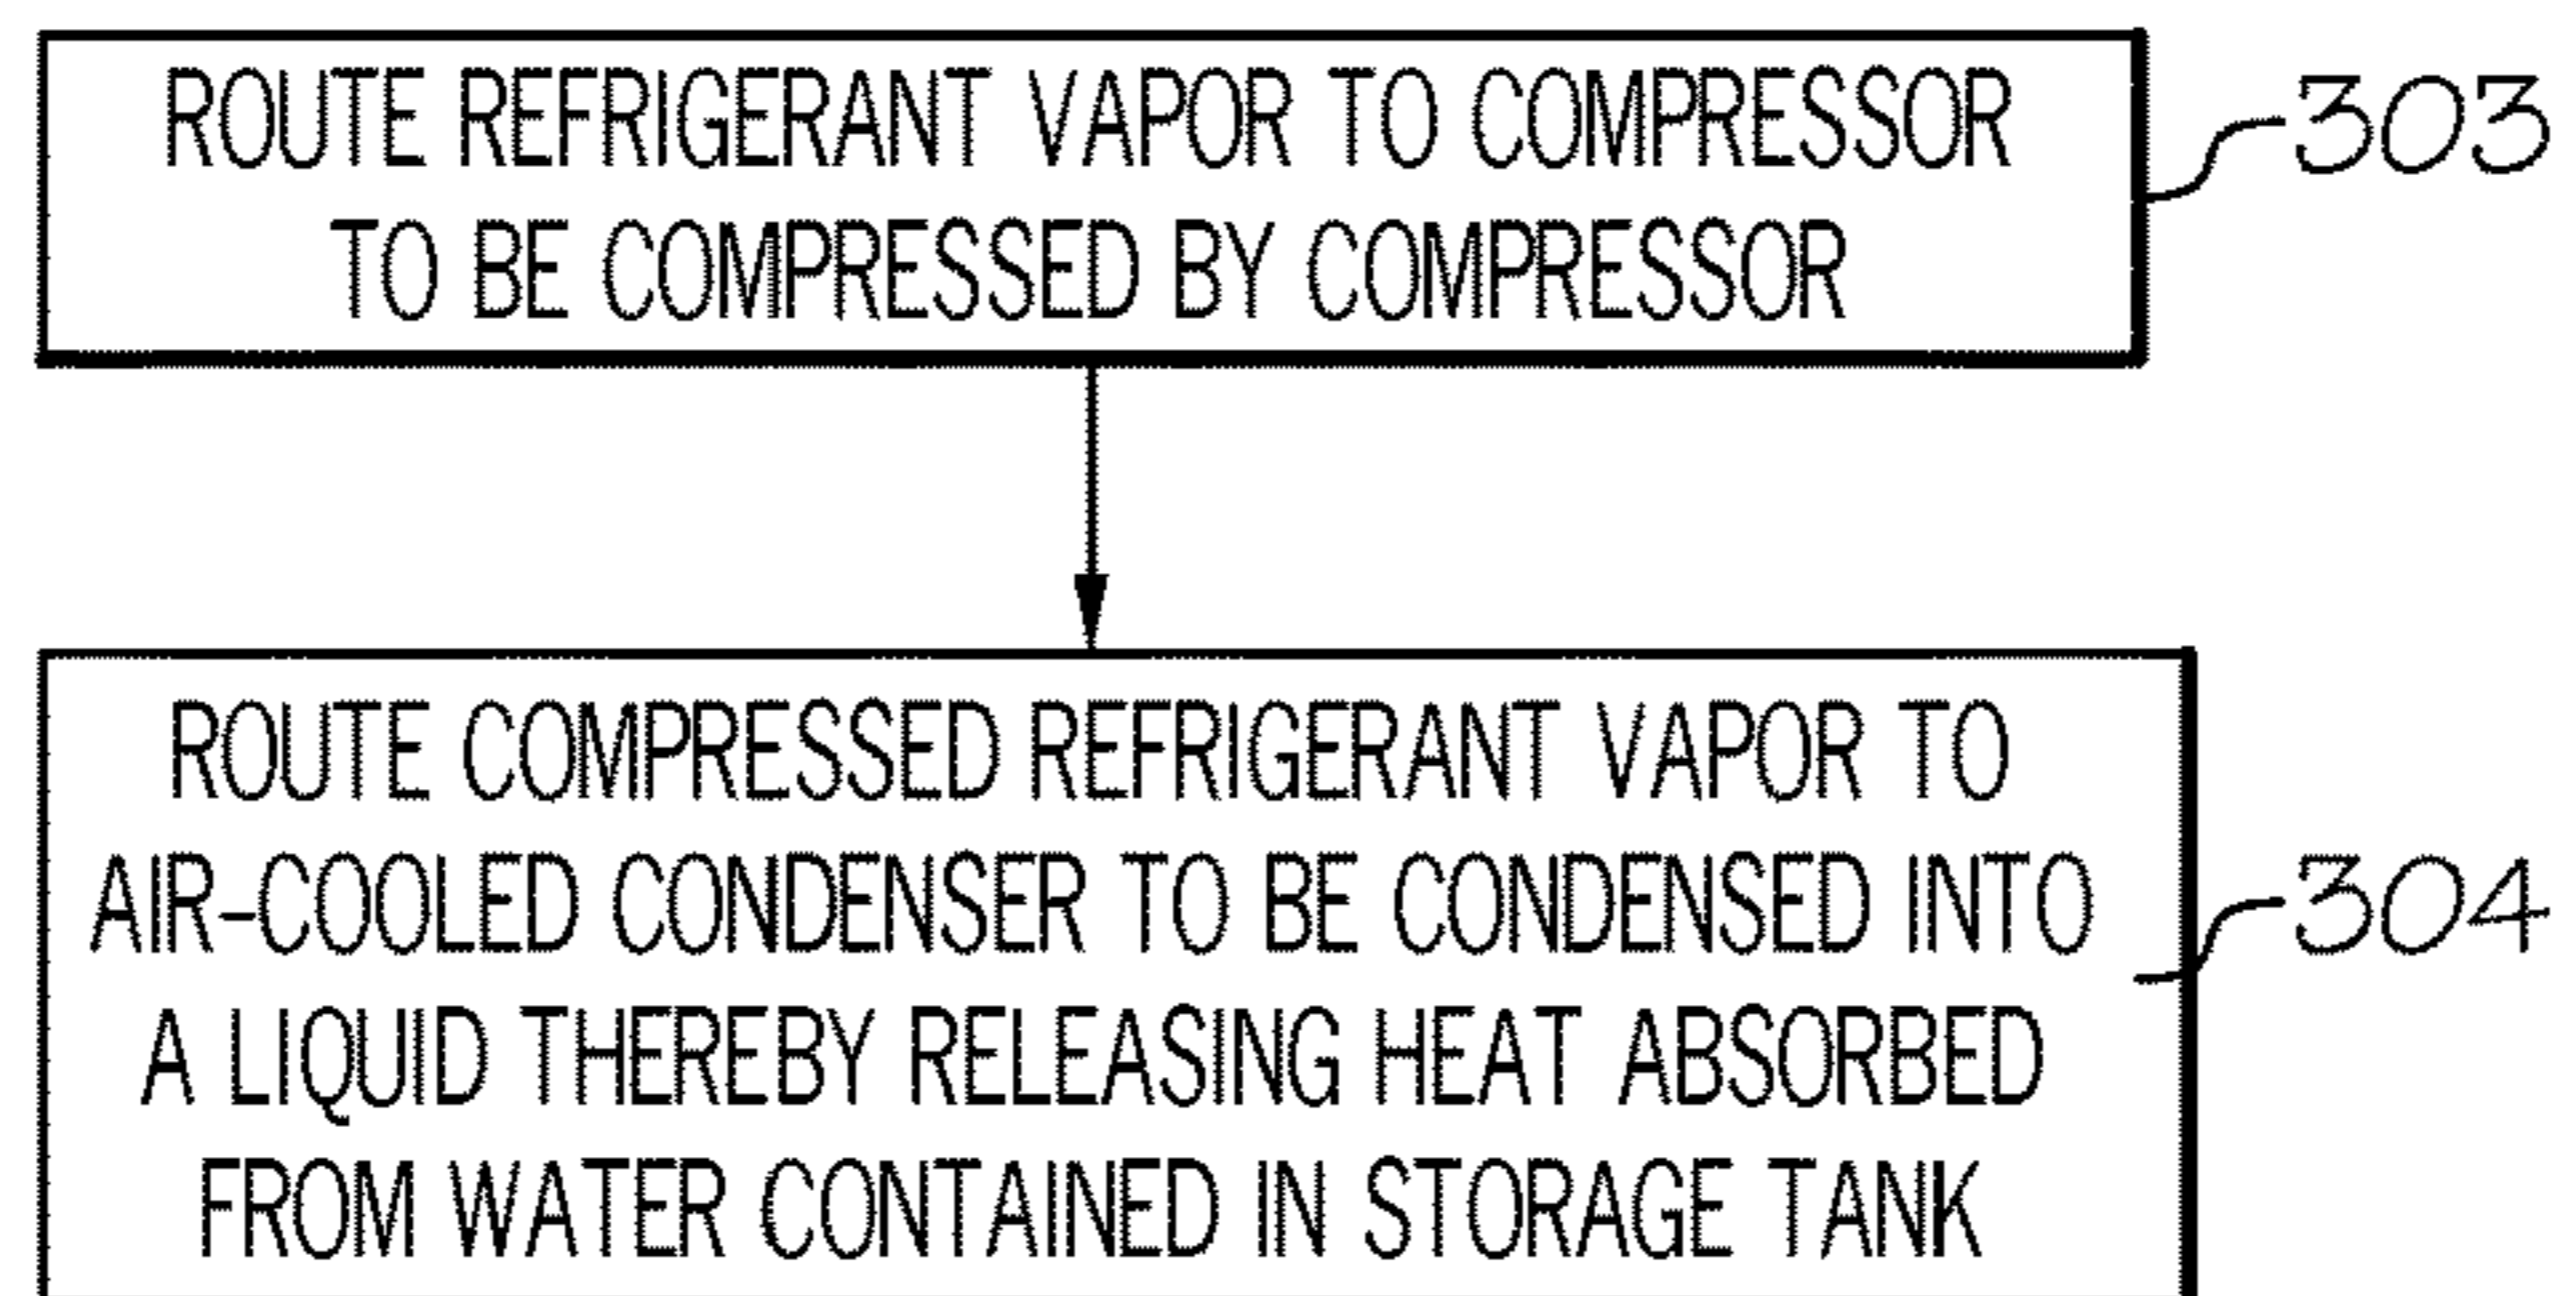 ROUTE REFRIGERANT VAPOR TO COMPRESSOR
TO BE COMPRESSED BY COMPRESSOR
303
ROUTE COMPRESSED REFRIGERANT VAPOR TO
AIR-COOLED CONDENSER TO BE CONDENSED INTO
A LIQUID THEREBY RELEASING HEAT ABSORBED
FROM WATER CONTAINED IN STORAGE TANK
304